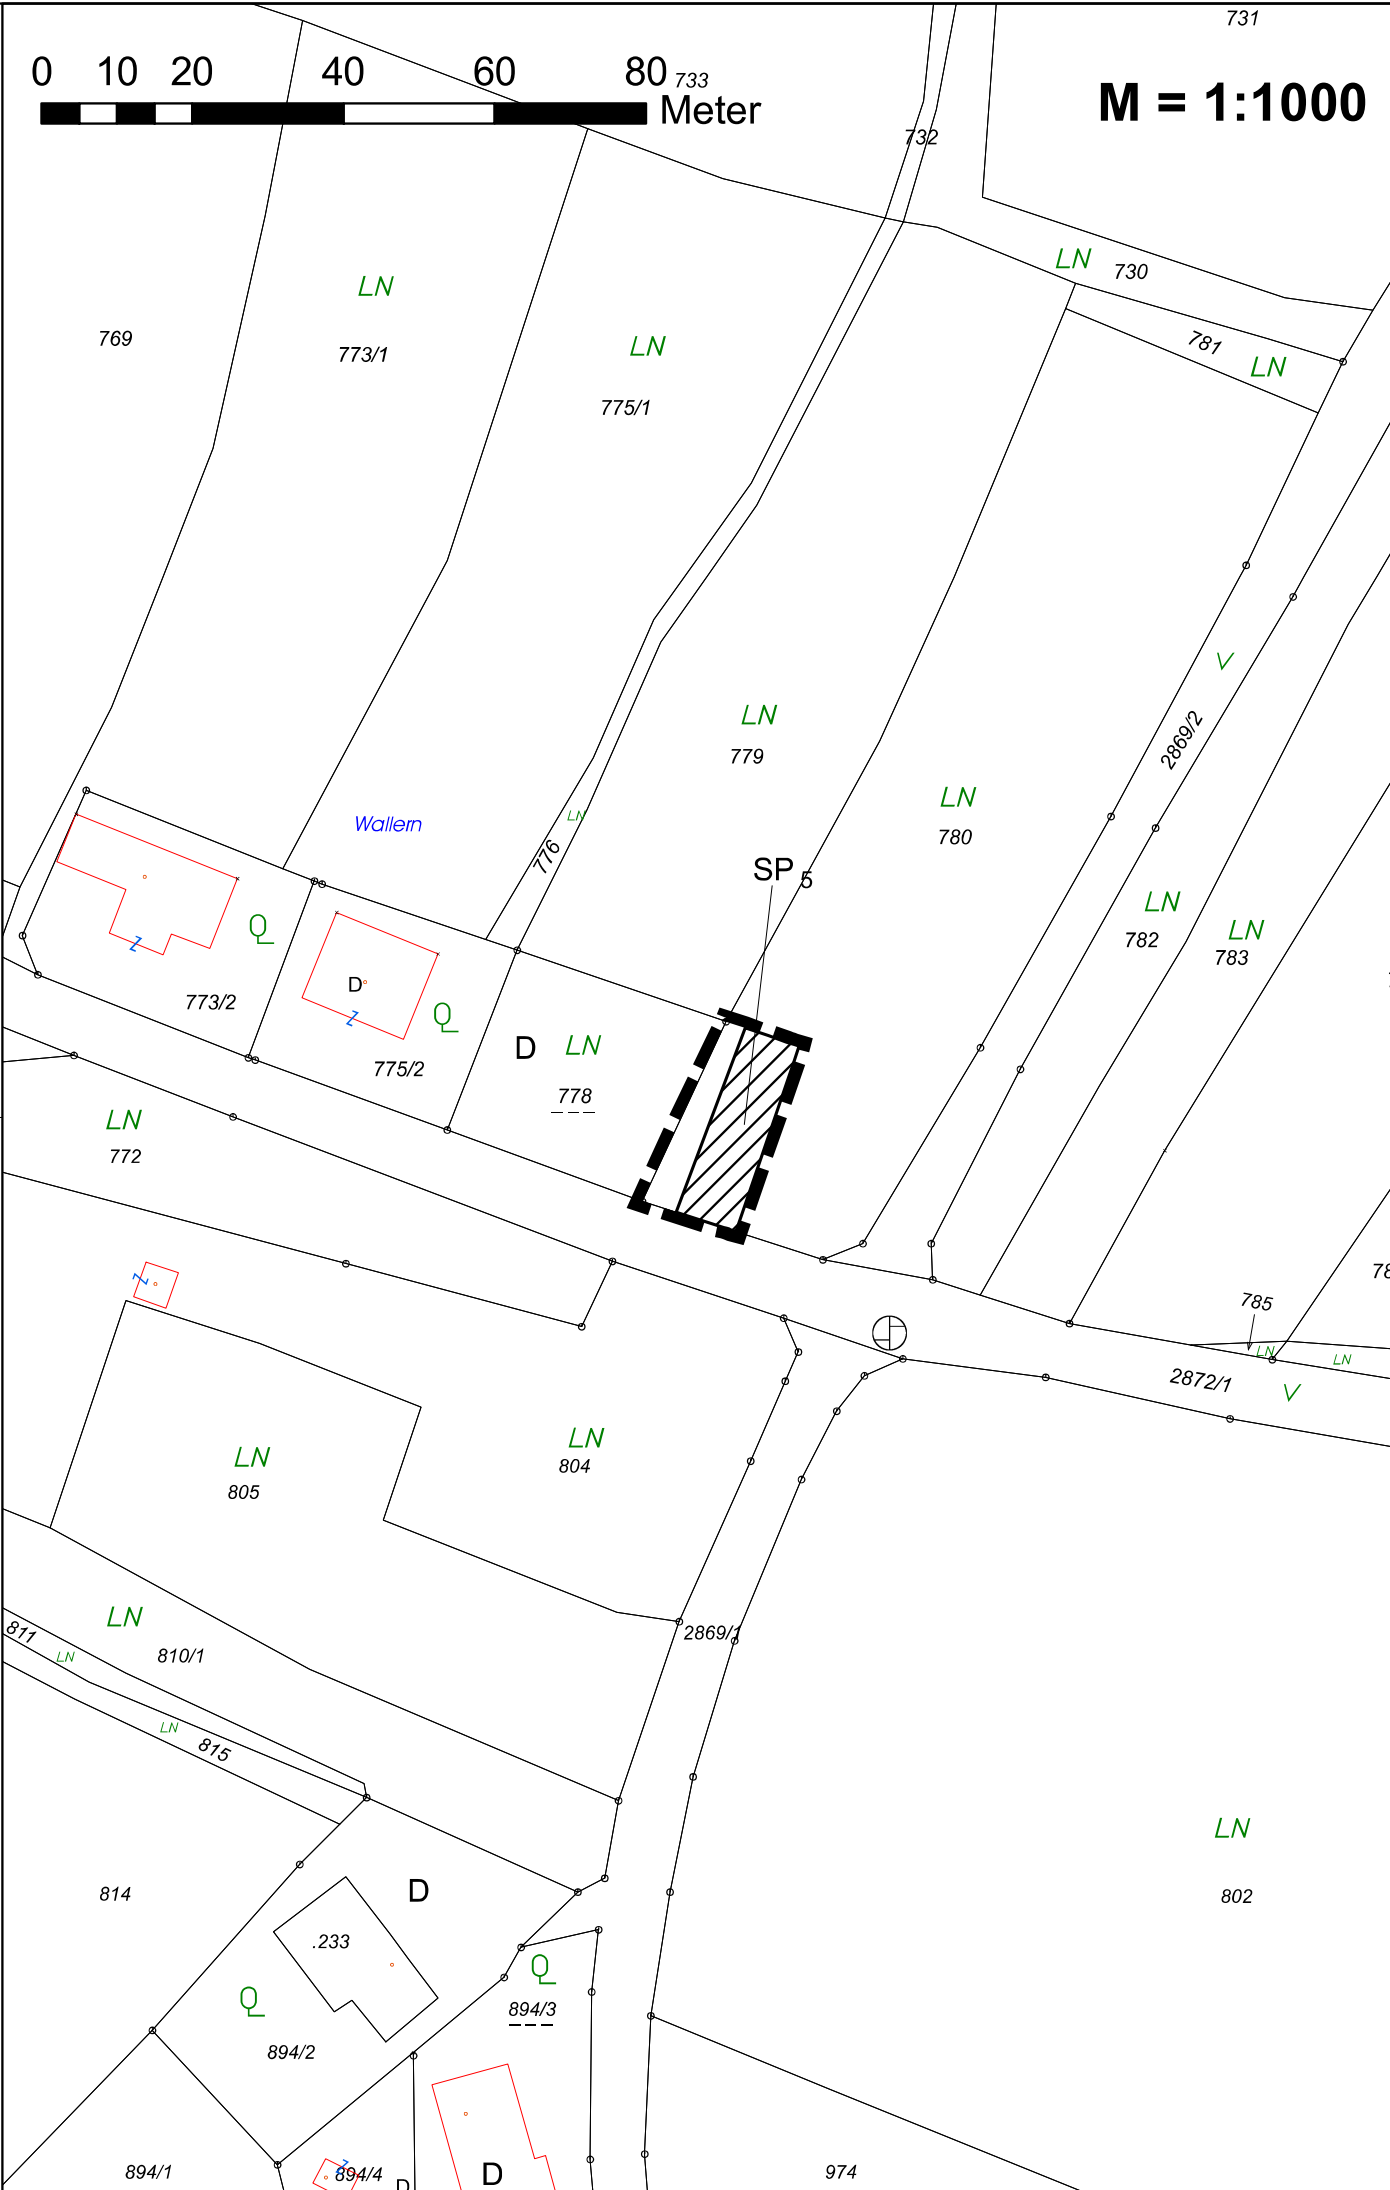 731
0 10 20 40 60 80 733
Meter
M = 1:1000
732
LN 730
LN
769
773/1
LN
775/1
781
LN
V
2869/2
LN
779
LN
780
Wallern
LN
776
SP 5
LN
782
LN
783
Q
Z
773/2
D
Z
Q
775/2
D LN
778
LN
772
Z
785
LN LN
2872/1 V
LN
805
LN
804
LN
810/1
811
LN
2869/1
LN
815
LN
802
814
D
.233
Q
Q
894/3
894/2
894/1
Z
894/4
D
D
974